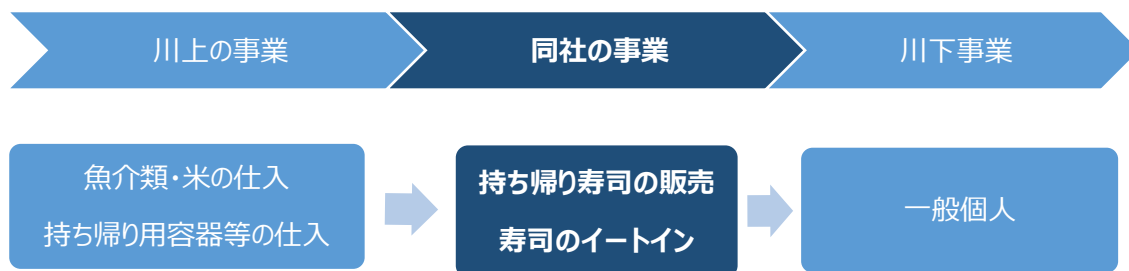 川上の事業
同社の事業
川下事業
魚介類・米の仕入
持ち帰り用容器等の仕入
持ち帰り寿司の販売
寿司のイートイン
一般個人